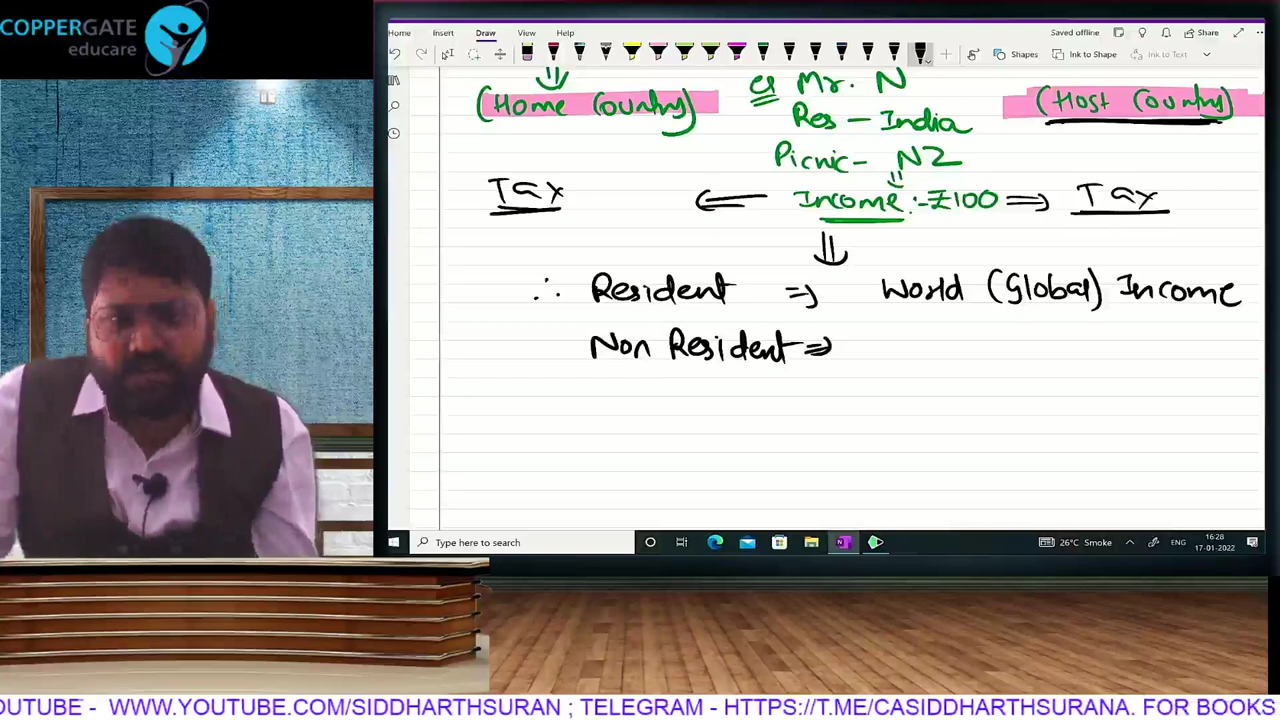 COPPERGATE
educare
Home Insert Draw View Help
Saved offline
Share
Shapes
Ink to Shape
Ink to Text
(Home Country)
eg Mr. N
(Host Country)
Res – India
Picnic – NZ
Tax
Income :- ₹100
Tax
∴ Resident ⇒ World (Global) Income
Non Resident ⇒
Type here to search
26°C Smoke
ENG
16:28
17-01-2022
OUTUBE - WWW.YOUTUBE.COM/SIDDHARTHSURAN ; TELEGRAM - HTTPS://T.ME/CASIDDHARTHSURANA. FOR BOOKS